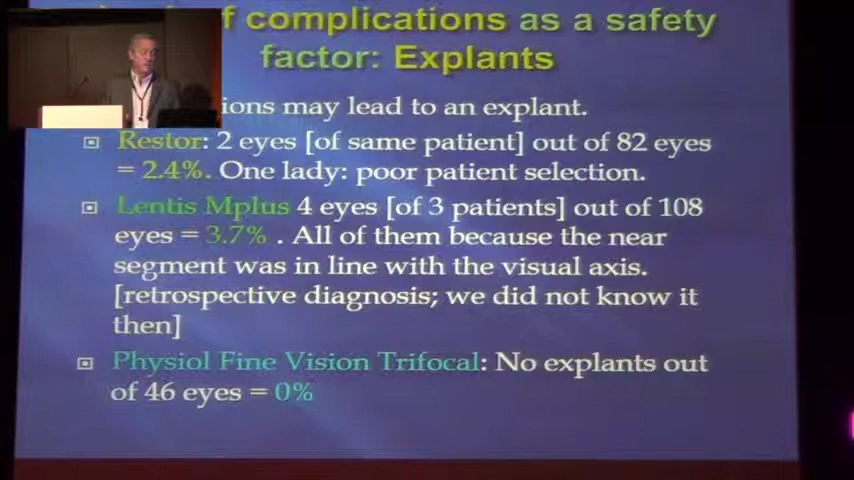 of complications as a safety
factor: Explants
ions may lead to an explant.
Restor: 2 eyes [of same patient] out of 82 eyes
= 2.4%. One lady: poor patient selection.
Lentis Mplus 4 eyes [of 3 patients] out of 108
eyes = 3.7% . All of them because the near
segment was in line with the visual axis.
[retrospective diagnosis; we did not know it
then]
Physiol Fine Vision Trifocal: No explants out
of 46 eyes = 0%